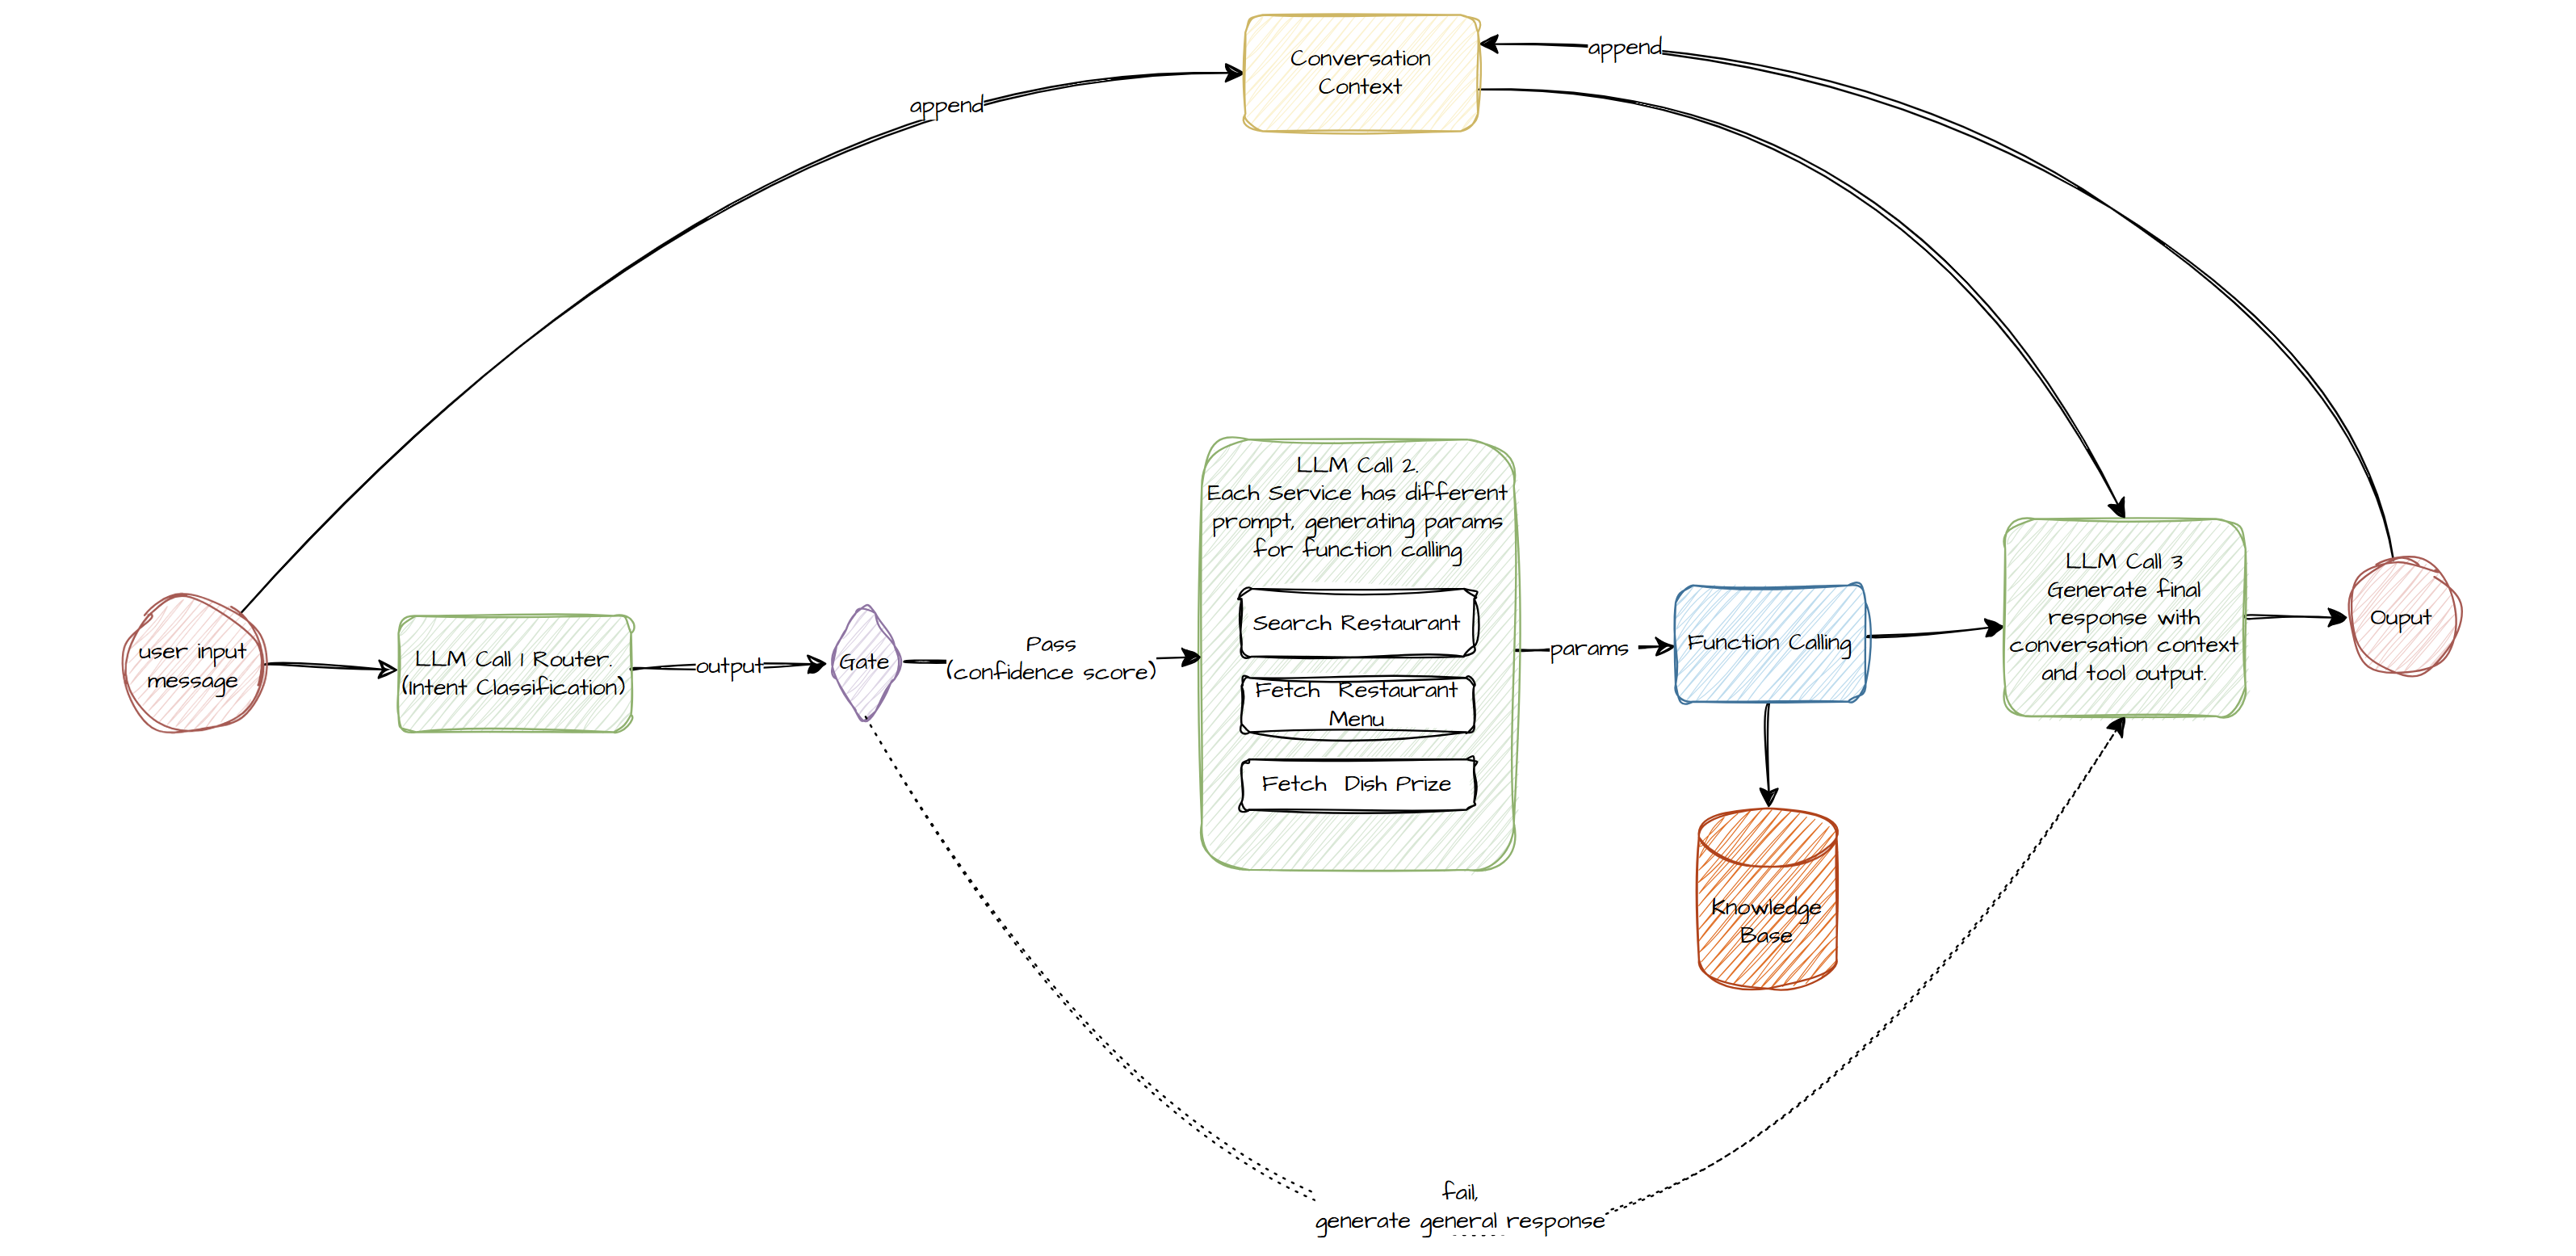 Conversation
Context
append
append
user input
message
LLM Call 1 Router.
(Intent Classification)
output
Gate
Pass
(confidence score)
LLM Call 2.
Each Service has different
prompt, generating params
for function calling
Search Restaurant
Fetch Restaurant
Menu
Fetch Dish Prize
params
Function Calling
Knowledge
Base
LLM Call 3
Generate final
response with
conversation context
and tool output.
Ouput
fail,
generate general response